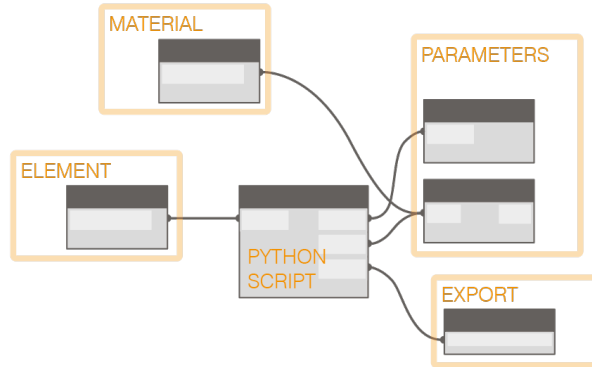 MATERIAL
PARAMETERS
ELEMENT
PYTHON
SCRIPT
EXPORT